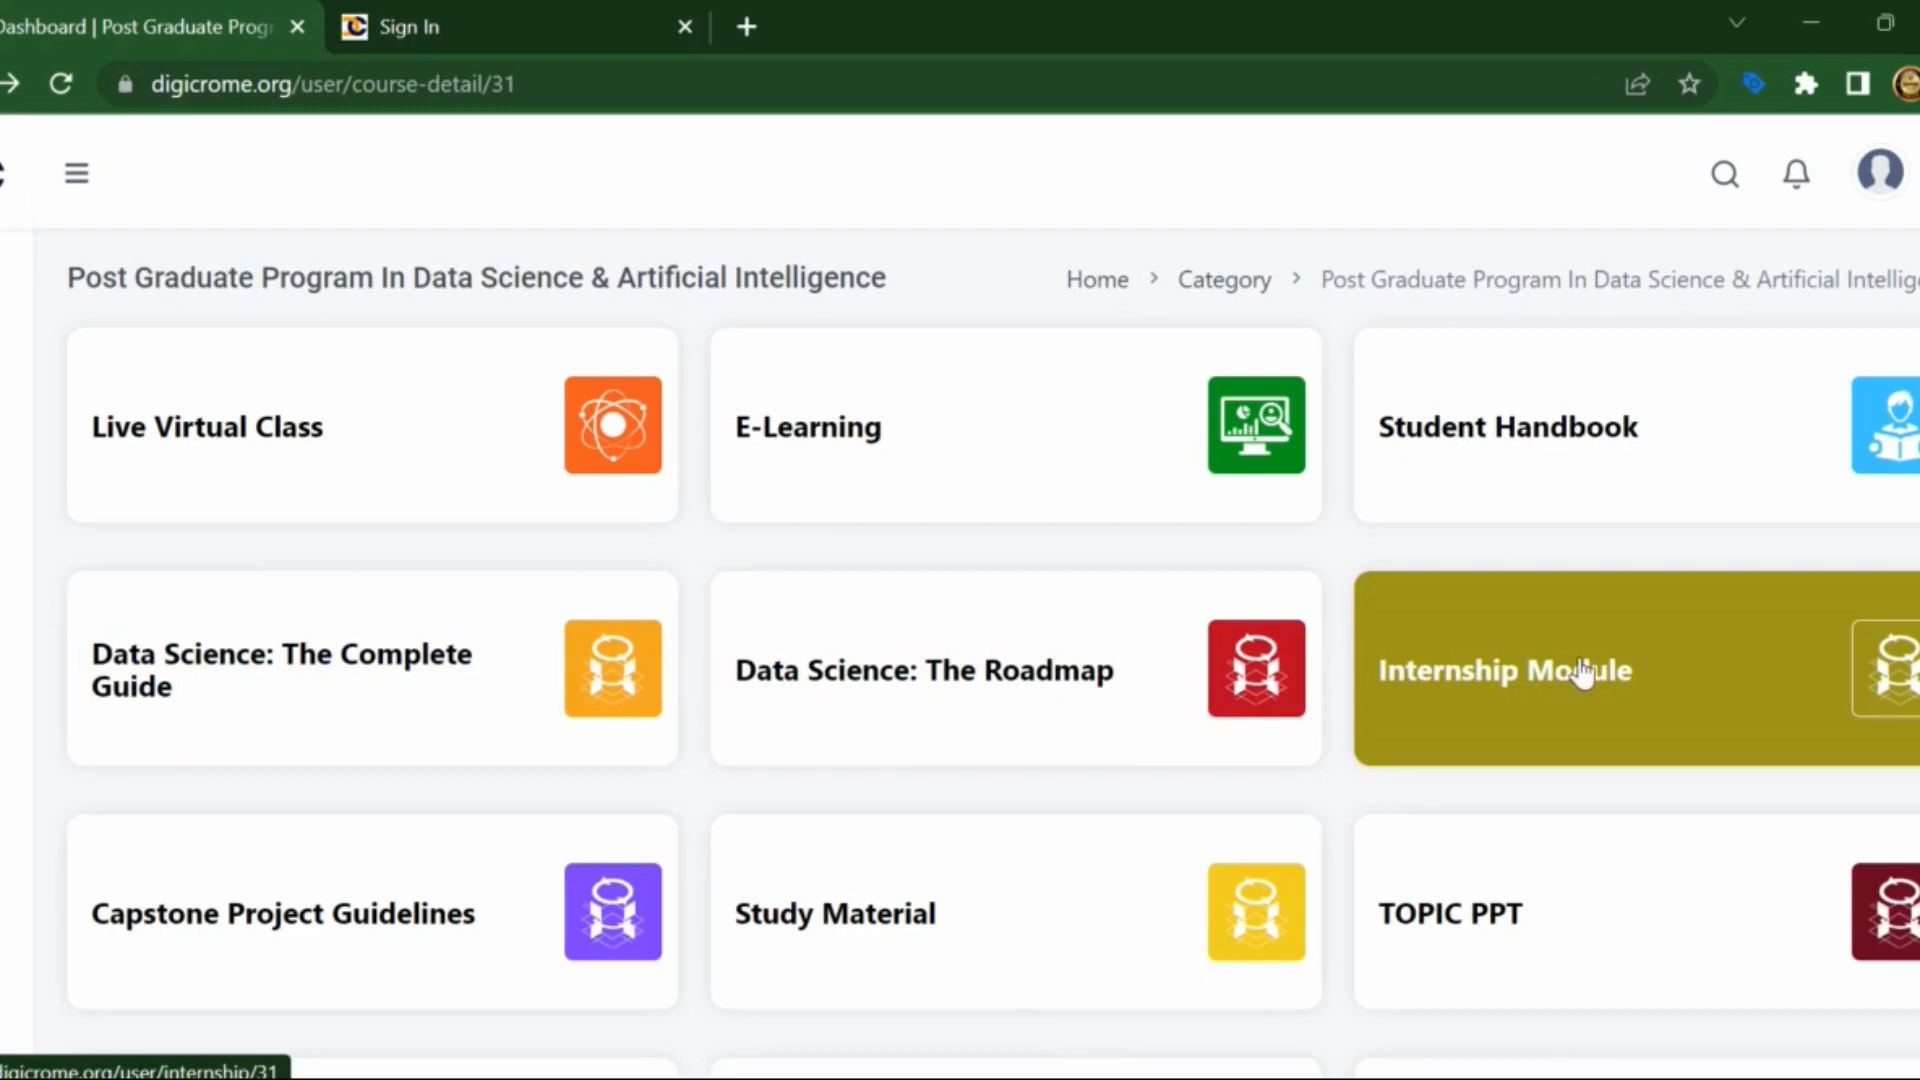 Dashboard | Post Graduate Prog
Sign In
digicrome.org/user/course-detail/31
Post Graduate Program In Data Science & Artificial Intelligence
Home > Category > Post Graduate Program In Data Science & Artificial Intellige
Live Virtual Class
E-Learning
Student Handbook
Data Science: The Complete
Guide
Data Science: The Roadmap
Internship Module
Capstone Project Guidelines
Study Material
TOPIC PPT
digicrome.org/user/internship/31